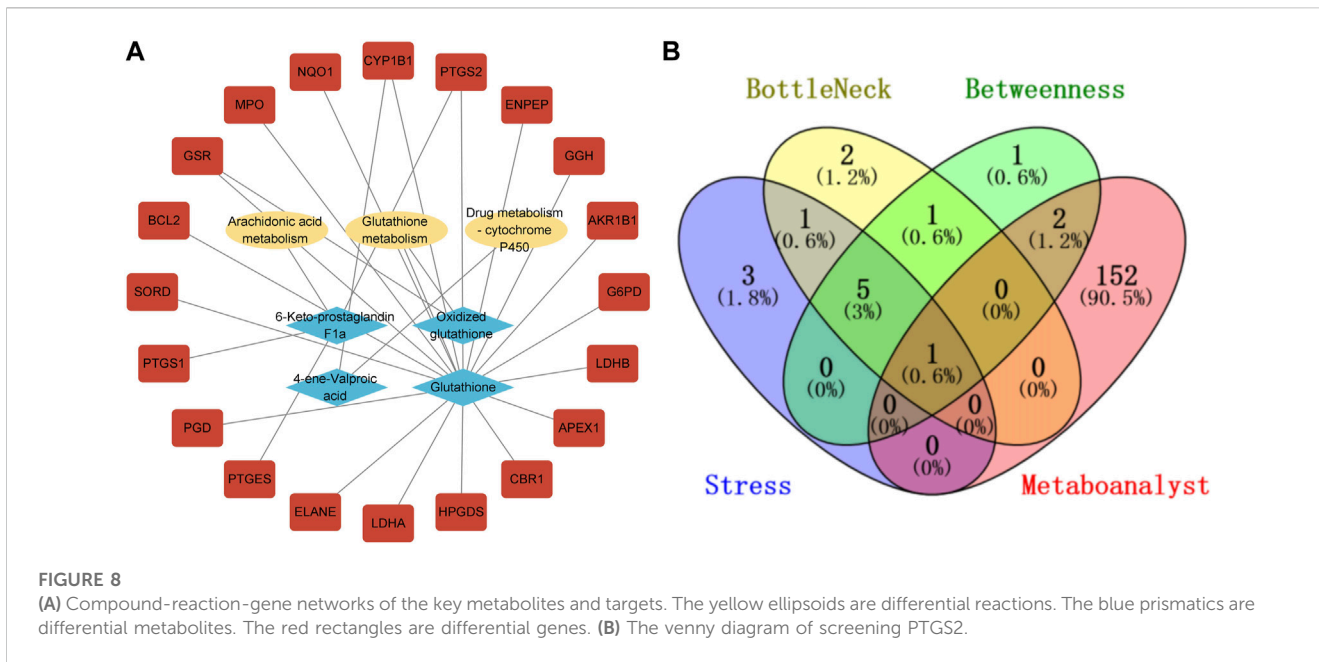 A
CYP1B1
NQO1
PTGS2
MPO
ENPEP
GSR
GGH
BCL2
Arachidonic acid
metabolism
Glutathione
metabolism
Drug metabolism
- cytochrome
P450
AKR1B1
SORD
G6PD
6-Keto-prostaglandin
F1a
Oxidized
glutathione
PTGS1
LDHB
4-ene-Valproic
acid
Glutathione
PGD
APEX1
PTGES
CBR1
ELANE
LDHA
HPGDS
B
BottleNeck
Betweenness
2
(1.2%)
1
(0.6%)
1
(0.6%)
1
(0.6%)
2
(1.2%)
3
(1.8%)
5
(3%)
0
(0%)
152
(90.5%)
0
(0%)
1
(0.6%)
0
(0%)
0
(0%)
0
(0%)
0
(0%)
Stress
Metaboanalyst
FIGURE 8
(A) Compound-reaction-gene networks of the key metabolites and targets. The yellow ellipsoids are differential reactions. The blue prismatics are
differential metabolites. The red rectangles are differential genes. (B) The venny diagram of screening PTGS2.